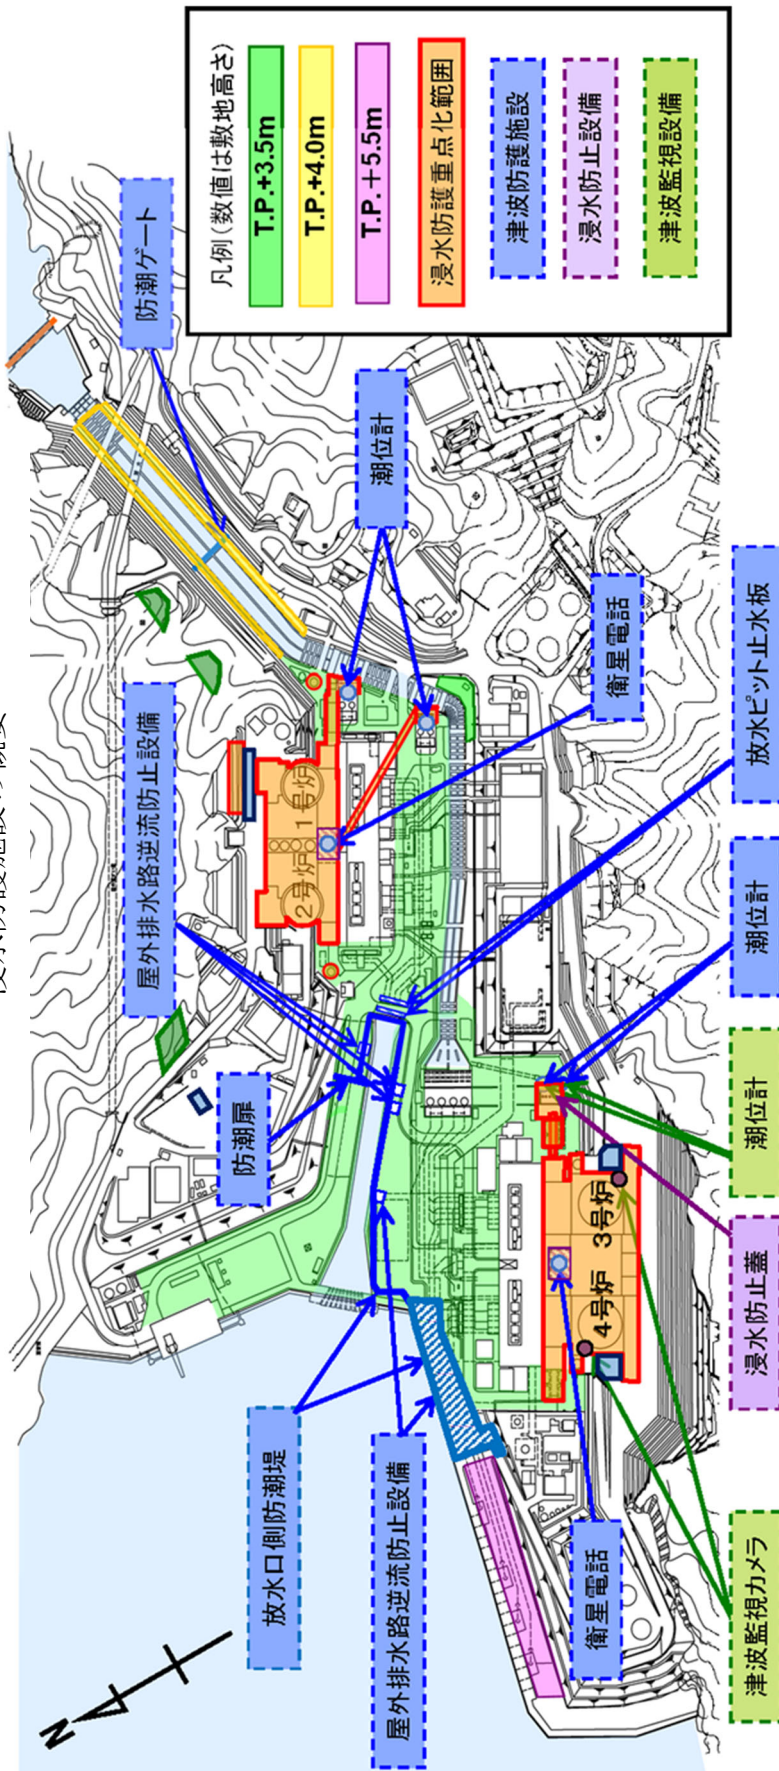 凡例(数値は敷地高さ)
T.P.+3.5m
T.P.+4.0m
T.P.+5.5m
浸水防護重点化範囲
津波防護施設
浸水防止設備
津波監視設備
防潮ゲート
潮位計
衛星電話
放水ピット止水板
潮位計
潮位計
浸水防止蓋
津波監視カメラ
屋外排水路逆流防止設備
防潮扉
放水口側防潮堤
屋外排水路逆流防止設備
衛星電話
1号炉
2号炉
3号炉
4号炉
N